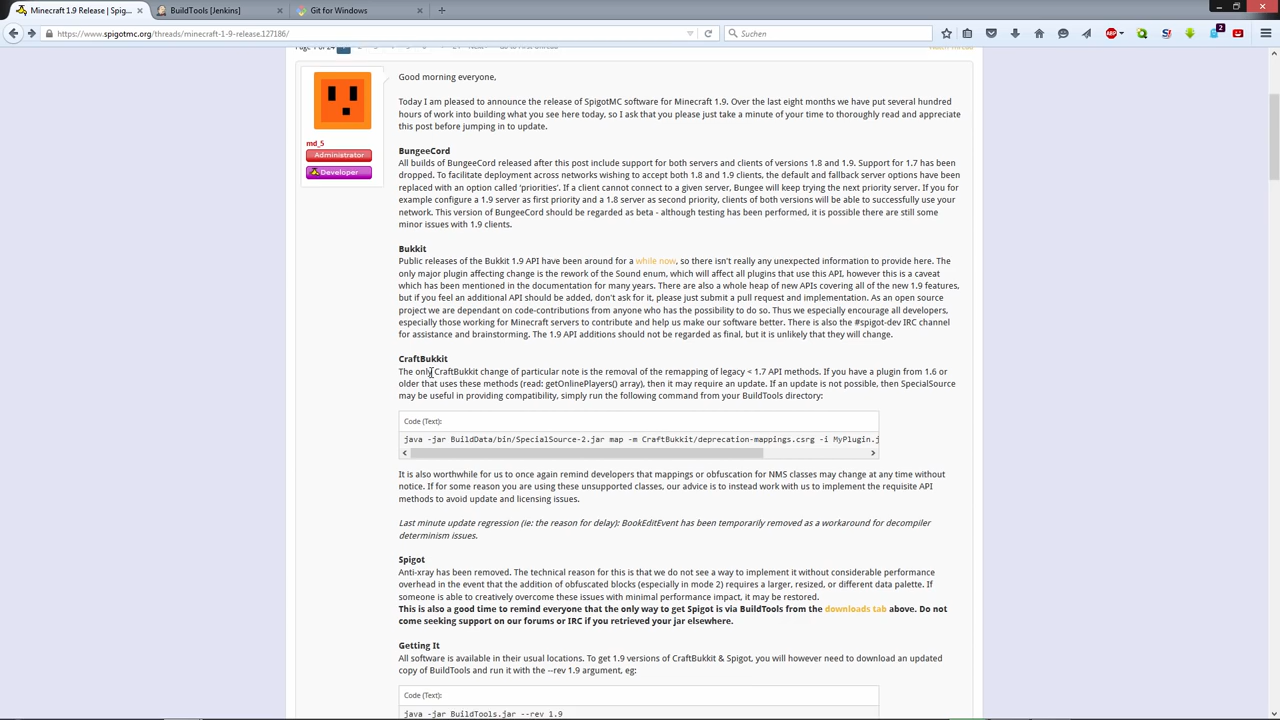 Minecraft 1.9 Release | Spig...
BuildTools [Jenkins]
Git for Windows
https://www.spigotmc.org/threads/minecraft-1-9-release.127186/
Suchen
2
Good morning everyone,
Today I am pleased to announce the release of SpigotMC software for Minecraft 1.9. Over the last eight months we have put several hundred
hours of work into building what you see here today, so I ask that you please just take a minute of your time to thoroughly read and appreciate
this post before jumping in to update.
md_5
Administrator
Developer
BungeeCord
All builds of BungeeCord released after this post include support for both servers and clients of versions 1.8 and 1.9. Support for 1.7 has been
dropped. To facilitate deployment across networks wishing to accept both 1.8 and 1.9 clients, the default and fallback server options have been
replaced with an option called 'priorities'. If a client cannot connect to a given server, Bungee will keep trying the next priority server. If you for
example configure a 1.9 server as first priority and a 1.8 server as second priority, clients of both versions will be able to successfully use your
network. This version of BungeeCord should be regarded as beta - although testing has been performed, it is possible there are still some
minor issues with 1.9 clients.
Bukkit
Public releases of the Bukkit 1.9 API have been around for a while now, so there isn't really any unexpected information to provide here. The
only major plugin affecting change is the rework of the Sound enum, which will affect all plugins that use this API, however this is a caveat
which has been mentioned in the documentation for many years. There are also a whole heap of new APIs covering all of the new 1.9 features,
but if you feel an additional API should be added, don't ask for it, please just submit a pull request and implementation. As an open source
project we are dependant on code-contributions from anyone who has the possibility to do so. Thus we especially encourage all developers,
especially those working for Minecraft servers to contribute and help us make our software better. There is also the #spigot-dev IRC channel
for assistance and brainstorming. The 1.9 API additions should not be regarded as final, but it is unlikely that they will change.
CraftBukkit
The only CraftBukkit change of particular note is the removal of the remapping of legacy < 1.7 API methods. If you have a plugin from 1.6 or
older that uses these methods (read: getOnlinePlayers() array), then it may require an update. If an update is not possible, then SpecialSource
may be useful in providing compatibility, simply run the following command from your BuildTools directory:
Code (Text):
java -jar BuildData/bin/SpecialSource-2.jar map -m CraftBukkit/deprecation-mappings.csrg -i MyPlugin.j
It is also worthwhile for us to once again remind developers that mappings or obfuscation for NMS classes may change at any time without
notice. If for some reason you are using these unsupported classes, our advice is to instead work with us to implement the requisite API
methods to avoid update and licensing issues.
Last minute update regression (ie: the reason for delay): BookEditEvent has been temporarily removed as a workaround for decompiler
determinism issues.
Spigot
Anti-xray has been removed. The technical reason for this is that we do not see a way to implement it without considerable performance
overhead in the event that the addition of obfuscated blocks (especially in mode 2) requires a larger, resized, or different data palette. If
someone is able to creatively overcome these issues with minimal performance impact, it may be restored.
This is also a good time to remind everyone that the only way to get Spigot is via BuildTools from the downloads tab above. Do not
come seeking support on our forums or IRC if you retrieved your jar elsewhere.
Getting It
All software is available in their usual locations. To get 1.9 versions of CraftBukkit & Spigot, you will however need to download an updated
copy of BuildTools and run it with the --rev 1.9 argument, eg:
Code (Text):
java -jar BuildTools.jar --rev 1.9